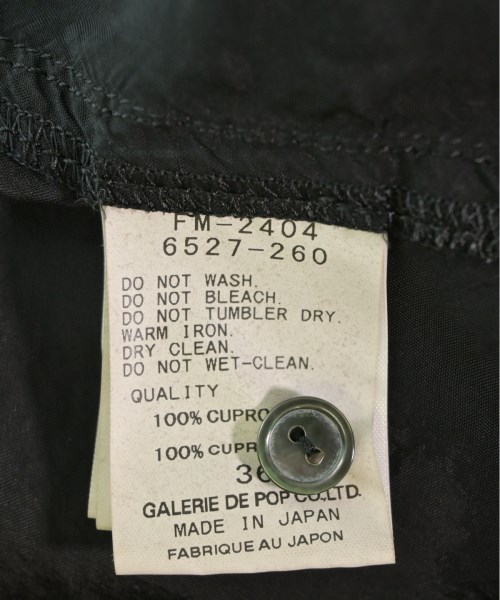 FM-2404
6527-260
DO NOT WASH.
DO NOT BLEACH.
DO NOT TUMBLER DRY.
WARM IRON.
DRY CLEAN.
DO NOT WET-CLEAN.
QUALITY
100% CUPRO
100% CUPR
36
GALERIE DE POP CO.,LTD.
MADE IN JAPAN
FABRIQUE AU JAPON